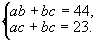 ab + bc = 44,
ac + bc = 23.